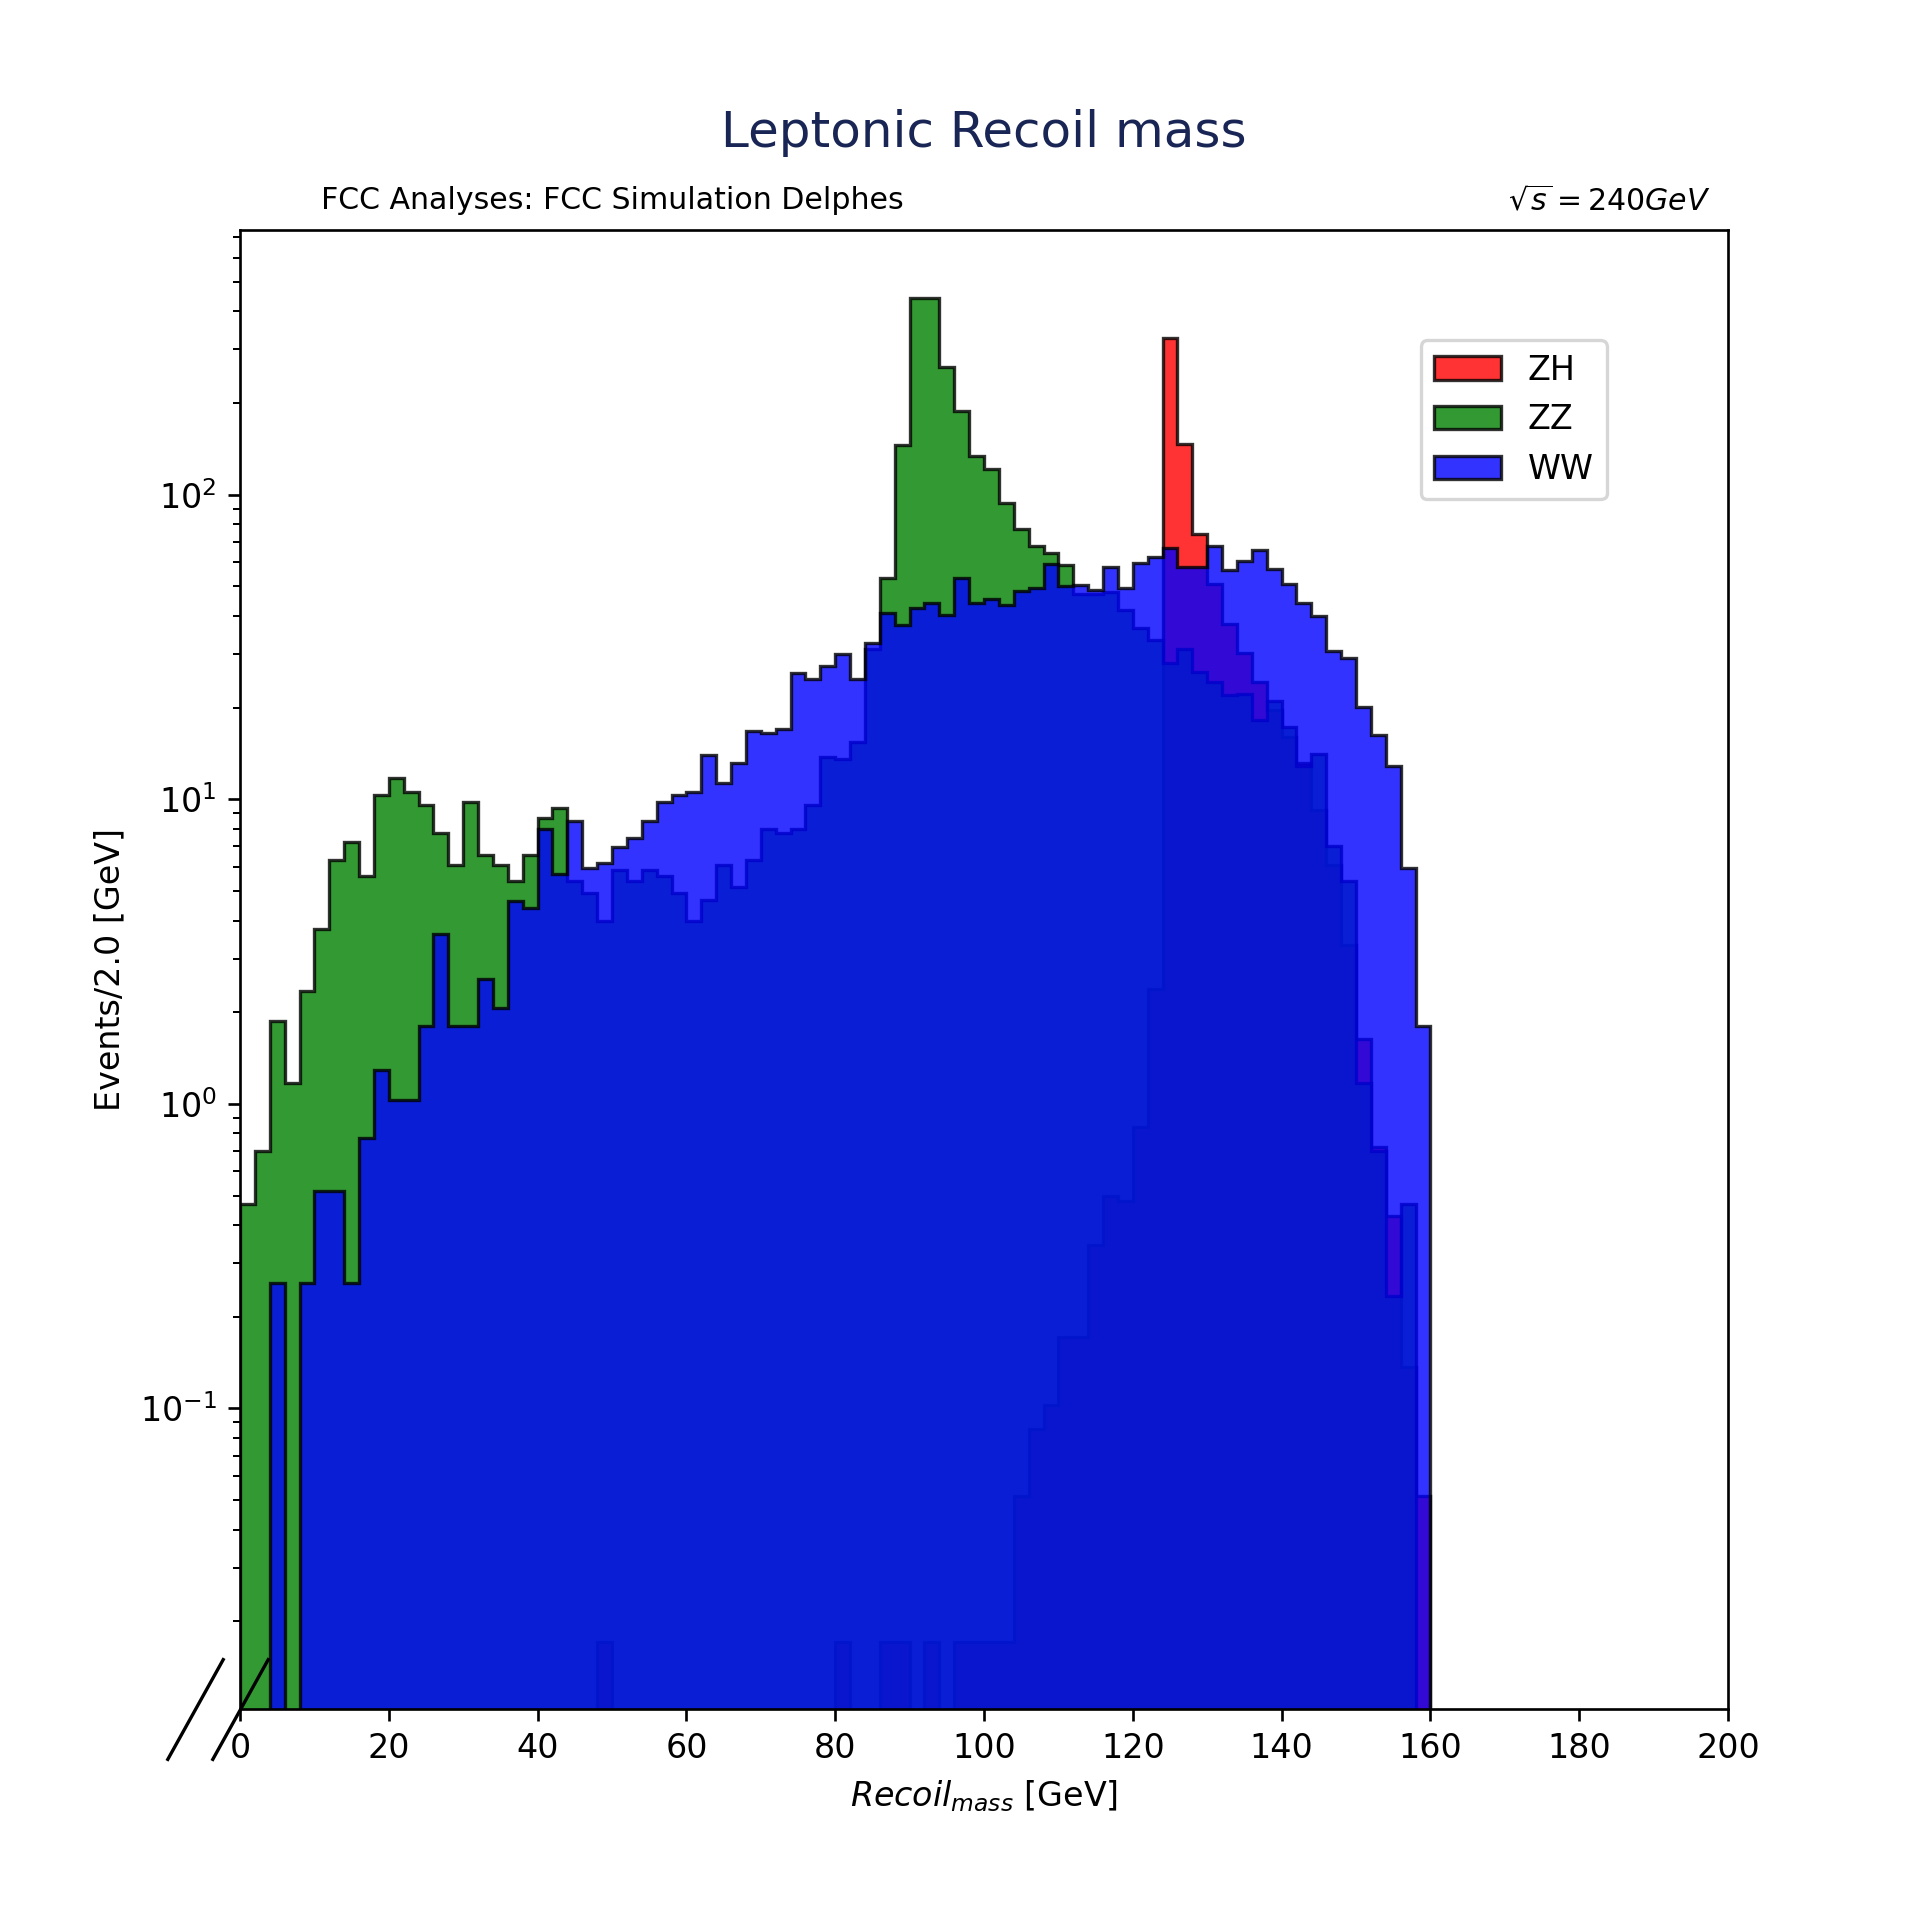 Leptonic Recoil mass
FCC Analyses: FCC Simulation Delphes
√s = 240GeV
ZH
ZZ
WW
10²
10¹
10⁰
10⁻¹
Events/2.0 [GeV]
0 20 40 60 80 100 120 140 160 180 200
Recoil_mass [GeV]